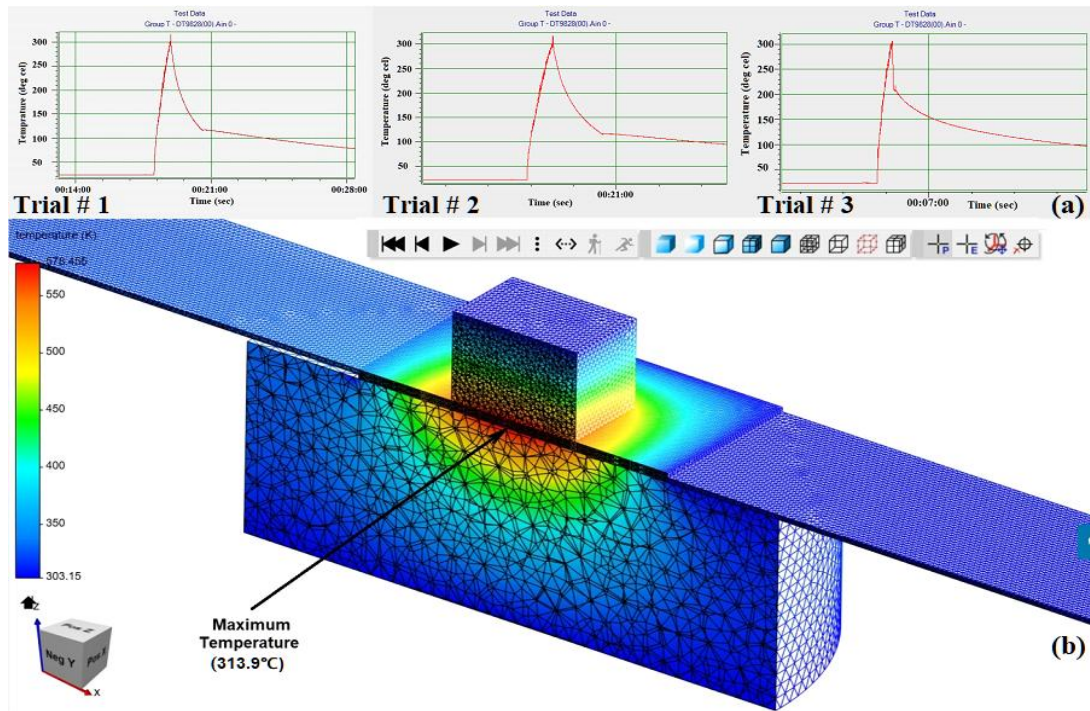 Test Data
Group T - DT9828(00).Ain 0 -
Temprature (deg cel)
300
250
200
150
100
50
00:14:00
00:21:00
00:28:00
Time (sec)
Trial # 1
Test Data
Group T - DT9828(00).Ain 0 -
Temperature (deg cel)
300
250
200
150
100
50
00:21:00
Time (sec)
Trial # 2
Test Data
Group T - DT9828(00).Ain 0 -
Temperature (deg cel)
300
250
200
150
100
50
00:07:00
Time (sec)
Trial # 3
(a)
temperature (K)
578.455
550
500
450
400
350
303.15
P
E
Maximum
Temperature
(313.9℃)
Z
Pos Z
Neg Y
Pos X
X
(b)